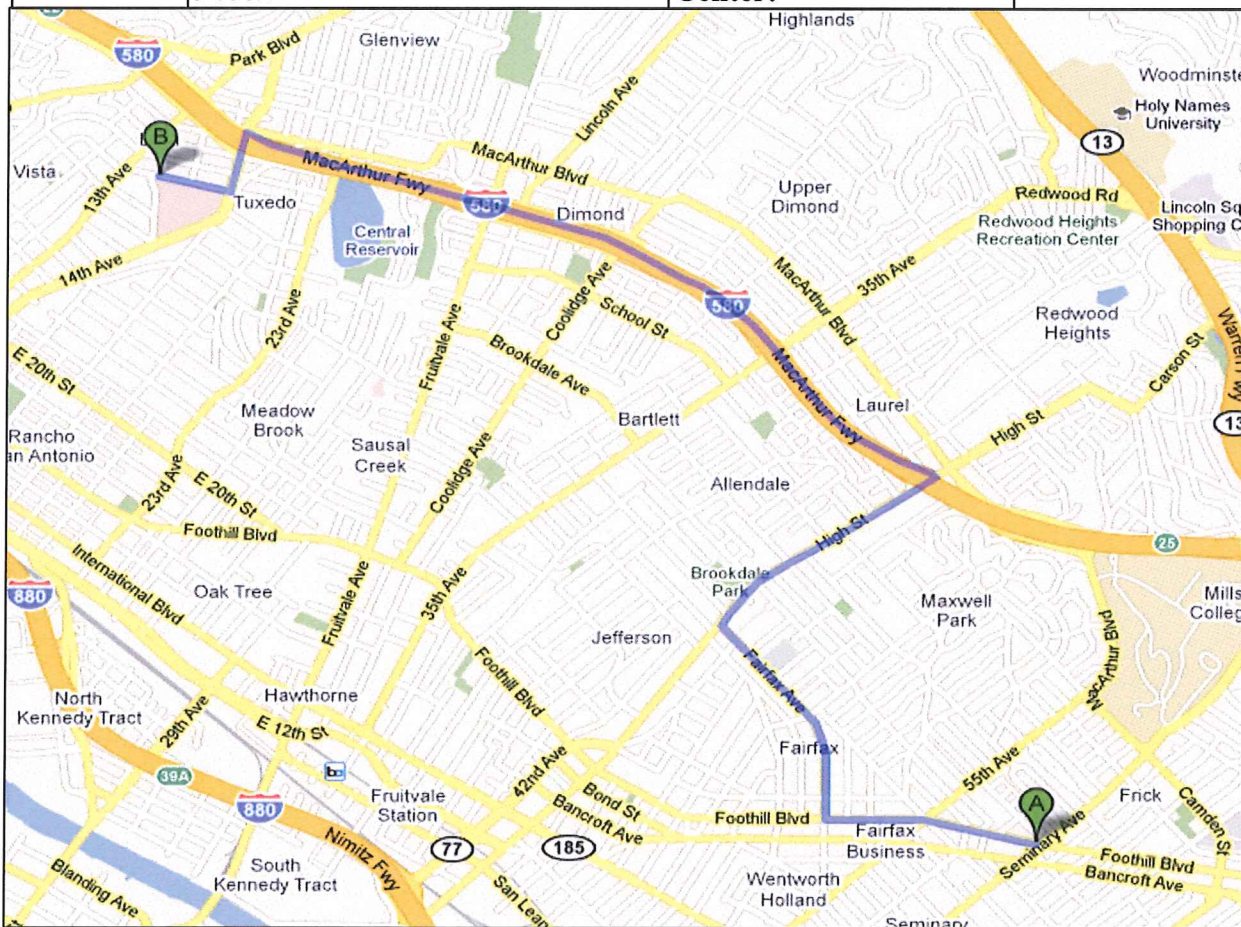 580
Park Blvd
Glenview
Highlands
Lincoln Ave
Woodminste
Holy Names
University
13
B
Vista
13th Ave
MacArthur Fwy
MacArthur Blvd
580
Dimond
Upper
Dimond
Redwood Rd
Redwood Heights
Recreation Center
Lincoln Sq
Shopping C
Tuxedo
Central
Reservoir
14th Ave
23rd Ave
Fruitvale Ave
Coolidge Ave
School St
580
MacArthur Blvd
35th Ave
Redwood
Heights
Warren Fwy
Carson St
E 20th St
Brookdale Ave
MacArthur Fwy
Laurel
Meadow
Brook
Bartlett
High St
13
Rancho
an Antonio
Sausal
Creek
23rd Ave
E 20th St
Coolidge Ave
Allendale
Foothill Blvd
High St
25
International Blvd
880
Oak Tree
Fruitvale Ave
35th Ave
Brookdale
Park
Maxwell
Park
Mills
Colleg
Jefferson
Foothill Blvd
Fairfax Ave
MacArthur Blvd
North
Kennedy Tract
29th Ave
Hawthorne
E 12th St
42nd Ave
Fairfax
55th Ave
39A
880
Fruitvale
Station
Bond St
Bancroft Ave
Foothill Blvd
Fairfax
Business
A
Frick
Camden St
Seminary Ave
Foothill Blvd
Bancroft Ave
Nimitz Fwy
77
185
South
Kennedy Tract
Blanding Ave
San Lean
Wentworth
Holland
Seminary